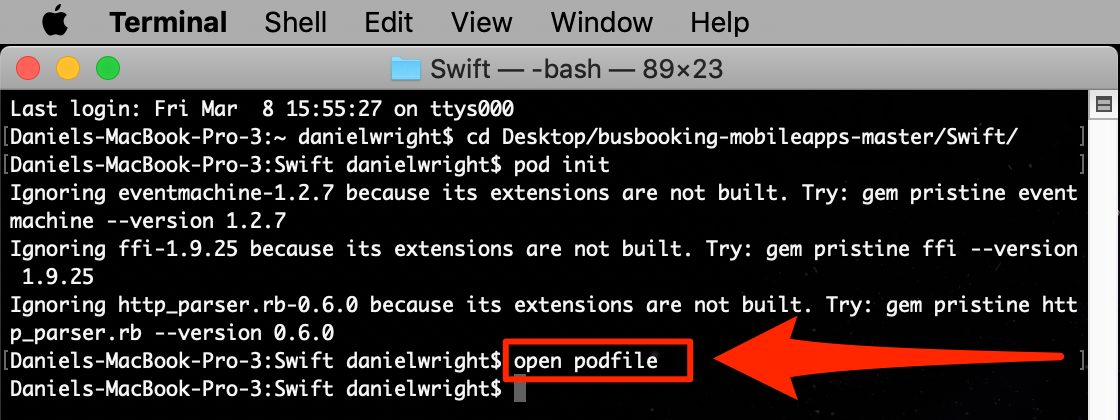 Terminal Shell Edit View Window Help
Swift — -bash — 89×23
Last login: Fri Mar  8 15:55:27 on ttys000
[Daniels-MacBook-Pro-3:~ danielwright$ cd Desktop/busbooking-mobileapps-master/Swift/ ]
[Daniels-MacBook-Pro-3:Swift danielwright$ pod init ]
Ignoring eventmachine-1.2.7 because its extensions are not built. Try: gem pristine event
machine --version 1.2.7
Ignoring ffi-1.9.25 because its extensions are not built. Try: gem pristine ffi --version
 1.9.25
Ignoring http_parser.rb-0.6.0 because its extensions are not built. Try: gem pristine htt
p_parser.rb --version 0.6.0
[Daniels-MacBook-Pro-3:Swift danielwright$ open podfile ]
Daniels-MacBook-Pro-3:Swift danielwright$